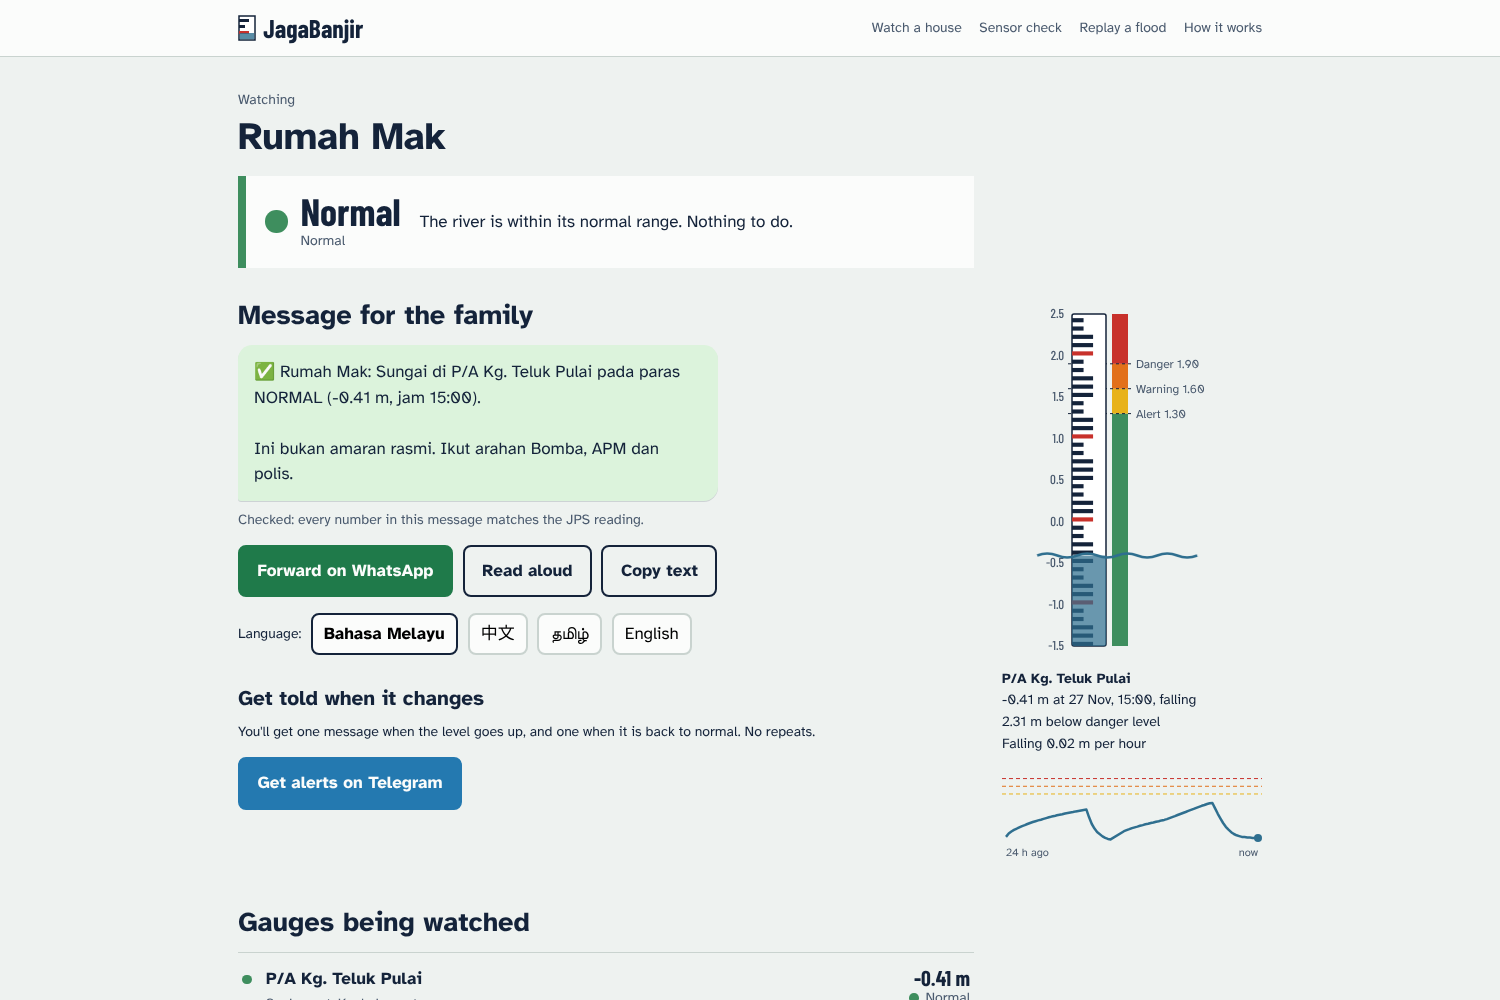 JagaBanjir
Watch a house
Sensor check
Replay a flood
How it works
Watching
Rumah Mak
Normal
Normal
The river is within its normal range. Nothing to do.
Message for the family
✅ Rumah Mak: Sungai di P/A Kg. Teluk Pulai pada paras
NORMAL (-0.41 m, jam 15:00).
Ini bukan amaran rasmi. Ikut arahan Bomba, APM dan
polis.
Checked: every number in this message matches the JPS reading.
Forward on WhatsApp
Read aloud
Copy text
Language:
Bahasa Melayu
中文
தமிழ்
English
Get told when it changes
You'll get one message when the level goes up, and one when it is back to normal. No repeats.
Get alerts on Telegram
2.5
2.0
1.5
1.0
0.5
0.0
-0.5
-1.0
-1.5
Danger 1.90
Warning 1.60
Alert 1.30
P/A Kg. Teluk Pulai
-0.41 m at 27 Nov, 15:00, falling
2.31 m below danger level
Falling 0.02 m per hour
24 h ago
now
Gauges being watched
P/A Kg. Teluk Pulai
-0.41 m
Normal